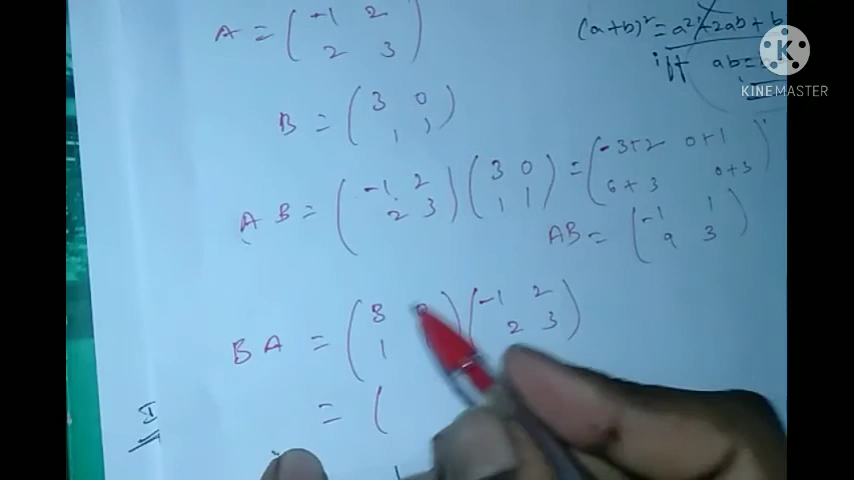 A = ( -1 2
2 3 )
(a+b)² = a²+2ab+b
iff ab=
KINEMASTER
B = ( 3 0
1 1 )
AB = ( -1 2
2 3 ) ( 3 0
1 1 ) = ( -3+2 0+1
6+3 0+3 )
AB = ( -1 1
9 3 )
BA = ( 3
1 ) ( -1 2
2 3 )
= (
I